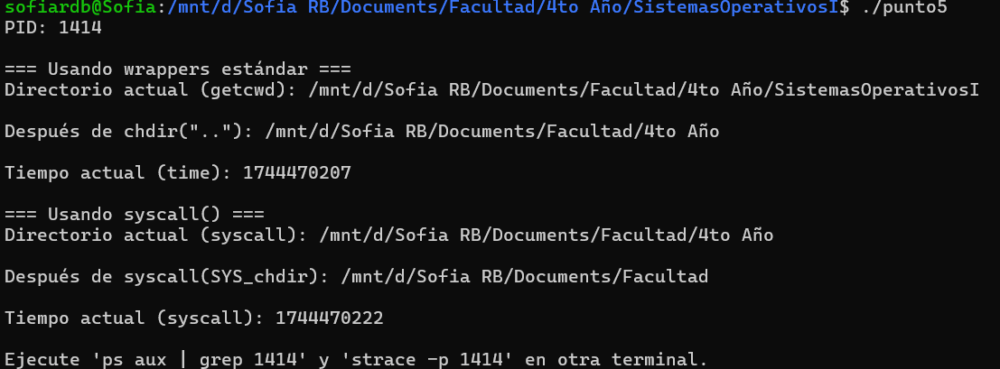 sofiardb@Sofia:/mnt/d/Sofia RB/Documents/Facultad/4to Año/SistemasOperativosI$ ./punto5
PID: 1414
=== Usando wrappers estándar ===
Directorio actual (getcwd): /mnt/d/Sofia RB/Documents/Facultad/4to Año/SistemasOperativosI
Después de chdir(".."): /mnt/d/Sofia RB/Documents/Facultad/4to Año
Tiempo actual (time): 1744470207
=== Usando syscall() ===
Directorio actual (syscall): /mnt/d/Sofia RB/Documents/Facultad/4to Año
Después de syscall(SYS_chdir): /mnt/d/Sofia RB/Documents/Facultad
Tiempo actual (syscall): 1744470222
Ejecute 'ps aux | grep 1414' y 'strace -p 1414' en otra terminal.